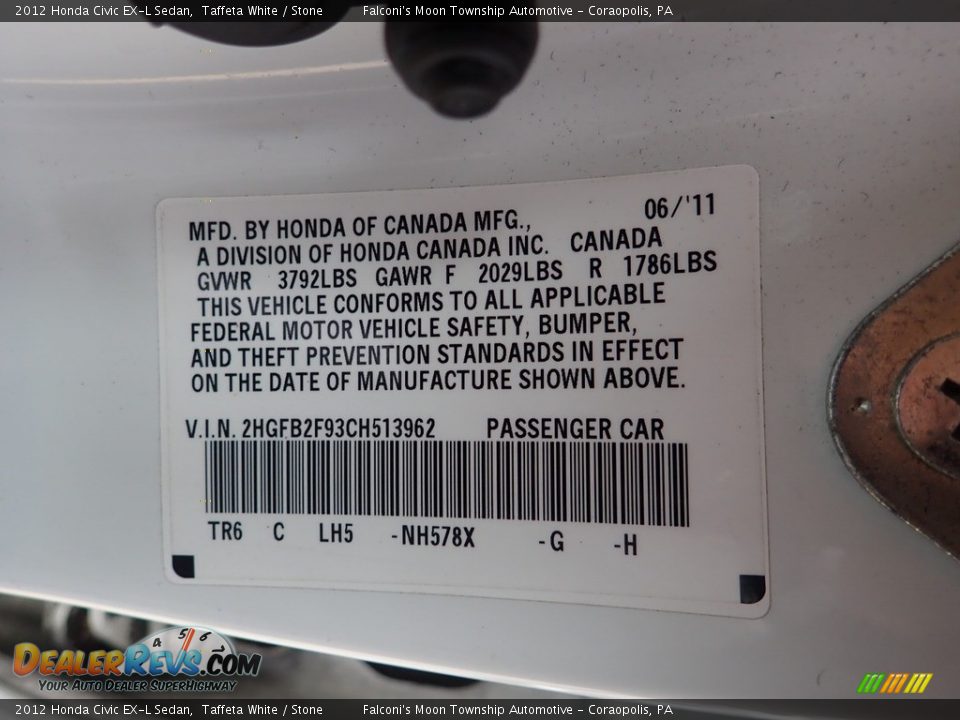 2012 Honda Civic EX-L Sedan, Taffeta White / Stone Falconi's Moon Township Automotive - Coraopolis, PA
06/'11
MFD. BY HONDA OF CANADA MFG.,
A DIVISION OF HONDA CANADA INC. CANADA
GVWR 3792LBS GAWR F 2029LBS R 1786LBS
THIS VEHICLE CONFORMS TO ALL APPLICABLE
FEDERAL MOTOR VEHICLE SAFETY, BUMPER,
AND THEFT PREVENTION STANDARDS IN EFFECT
ON THE DATE OF MANUFACTURE SHOWN ABOVE.
V.I.N. 2HGFB2F93CH513962 PASSENGER CAR
TR6 C LH5 -NH578X -G -H
4 5 6
DEALERREVS.COM
Your Auto Dealer SuperHighway
2012 Honda Civic EX-L Sedan, Taffeta White / Stone Falconi's Moon Township Automotive - Coraopolis, PA